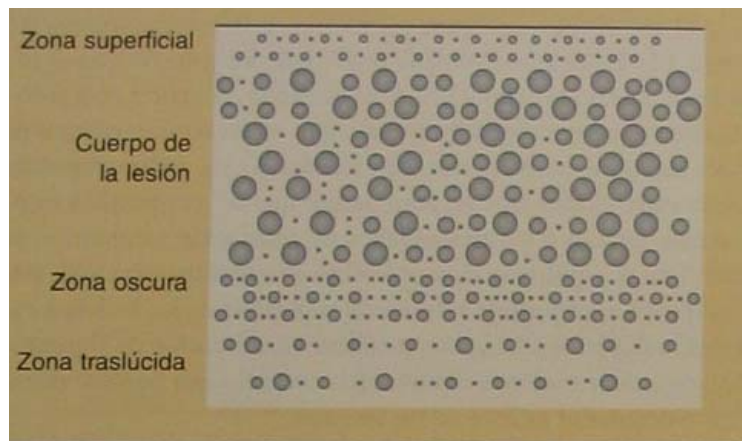 Zona superficial
Cuerpo de
la lesión
Zona oscura
Zona traslúcida